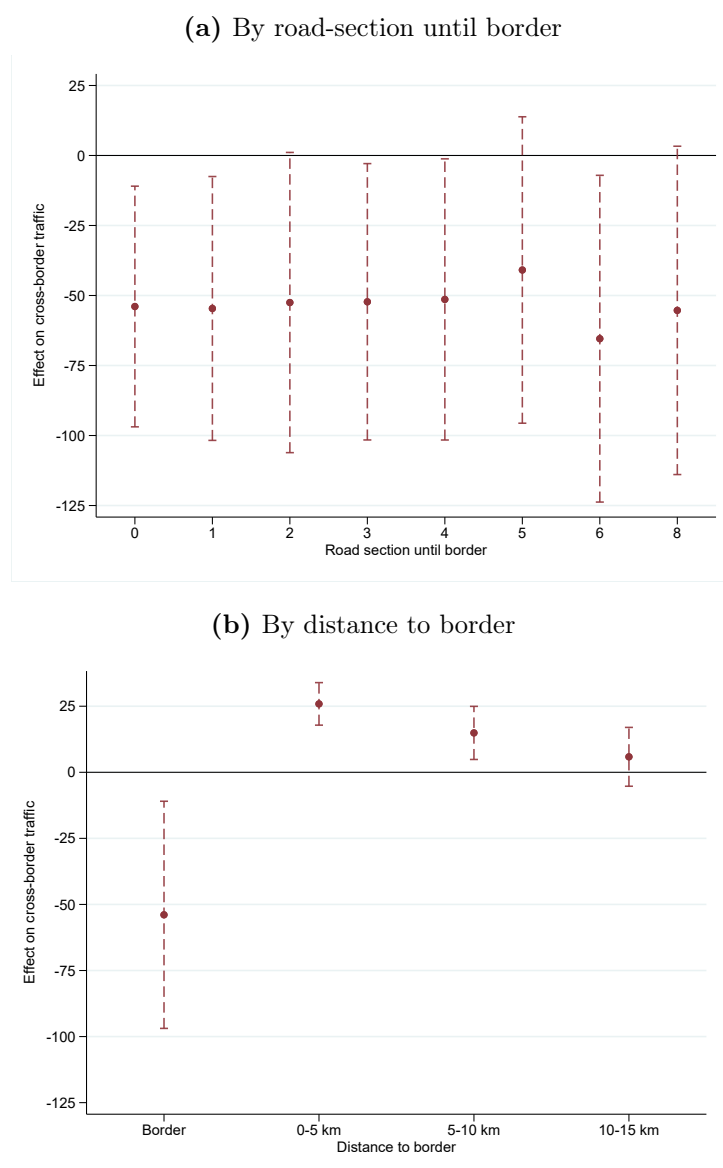 (a) By road-section until border
Effect on cross-border traffic
25
0
-25
-50
-75
-100
-125
0 1 2 3 4 5 6 8
Road section until border
(b) By distance to border
Effect on cross-border traffic
25
0
-25
-50
-75
-100
-125
Border 0-5 km 5-10 km 10-15 km
Distance to border